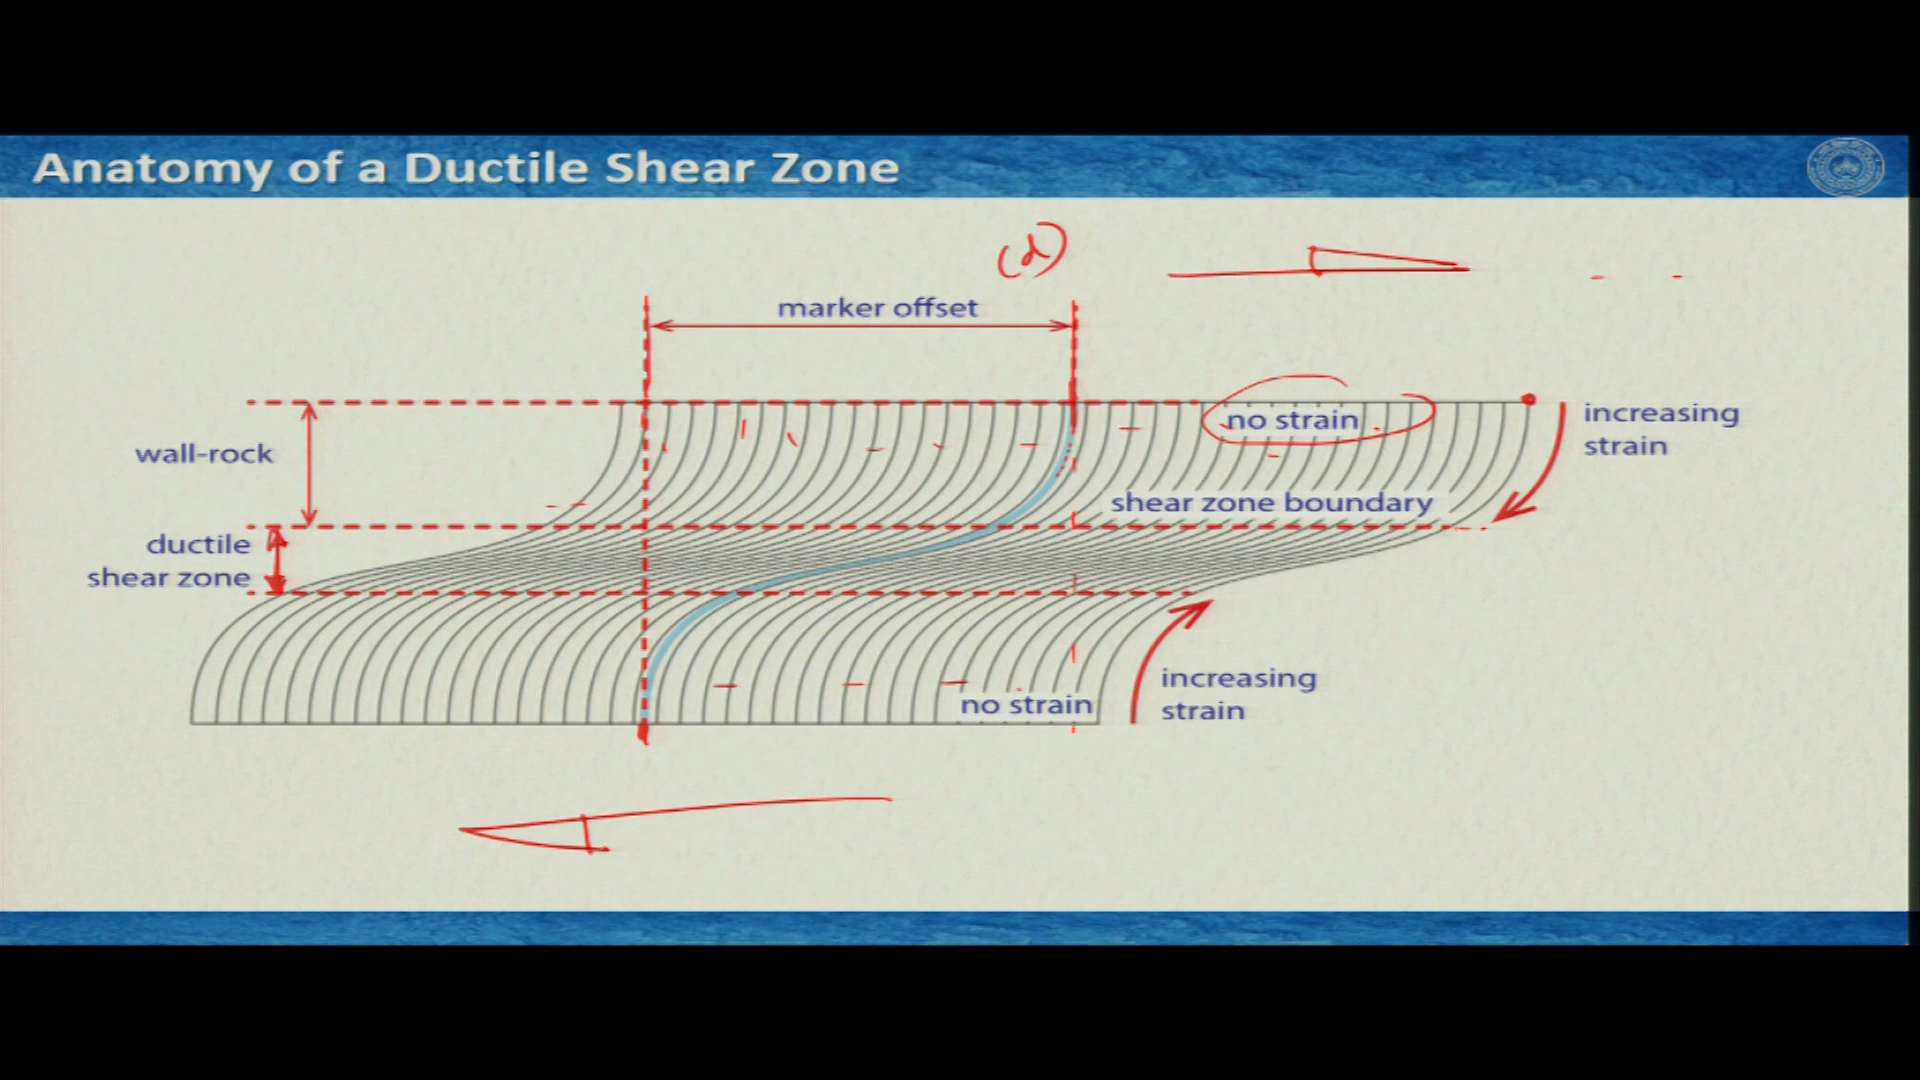 Anatomy of a Ductile Shear Zone
(d)
marker offset
no strain
increasing
strain
wall-rock
shear zone boundary
ductile
shear zone
increasing
strain
no strain